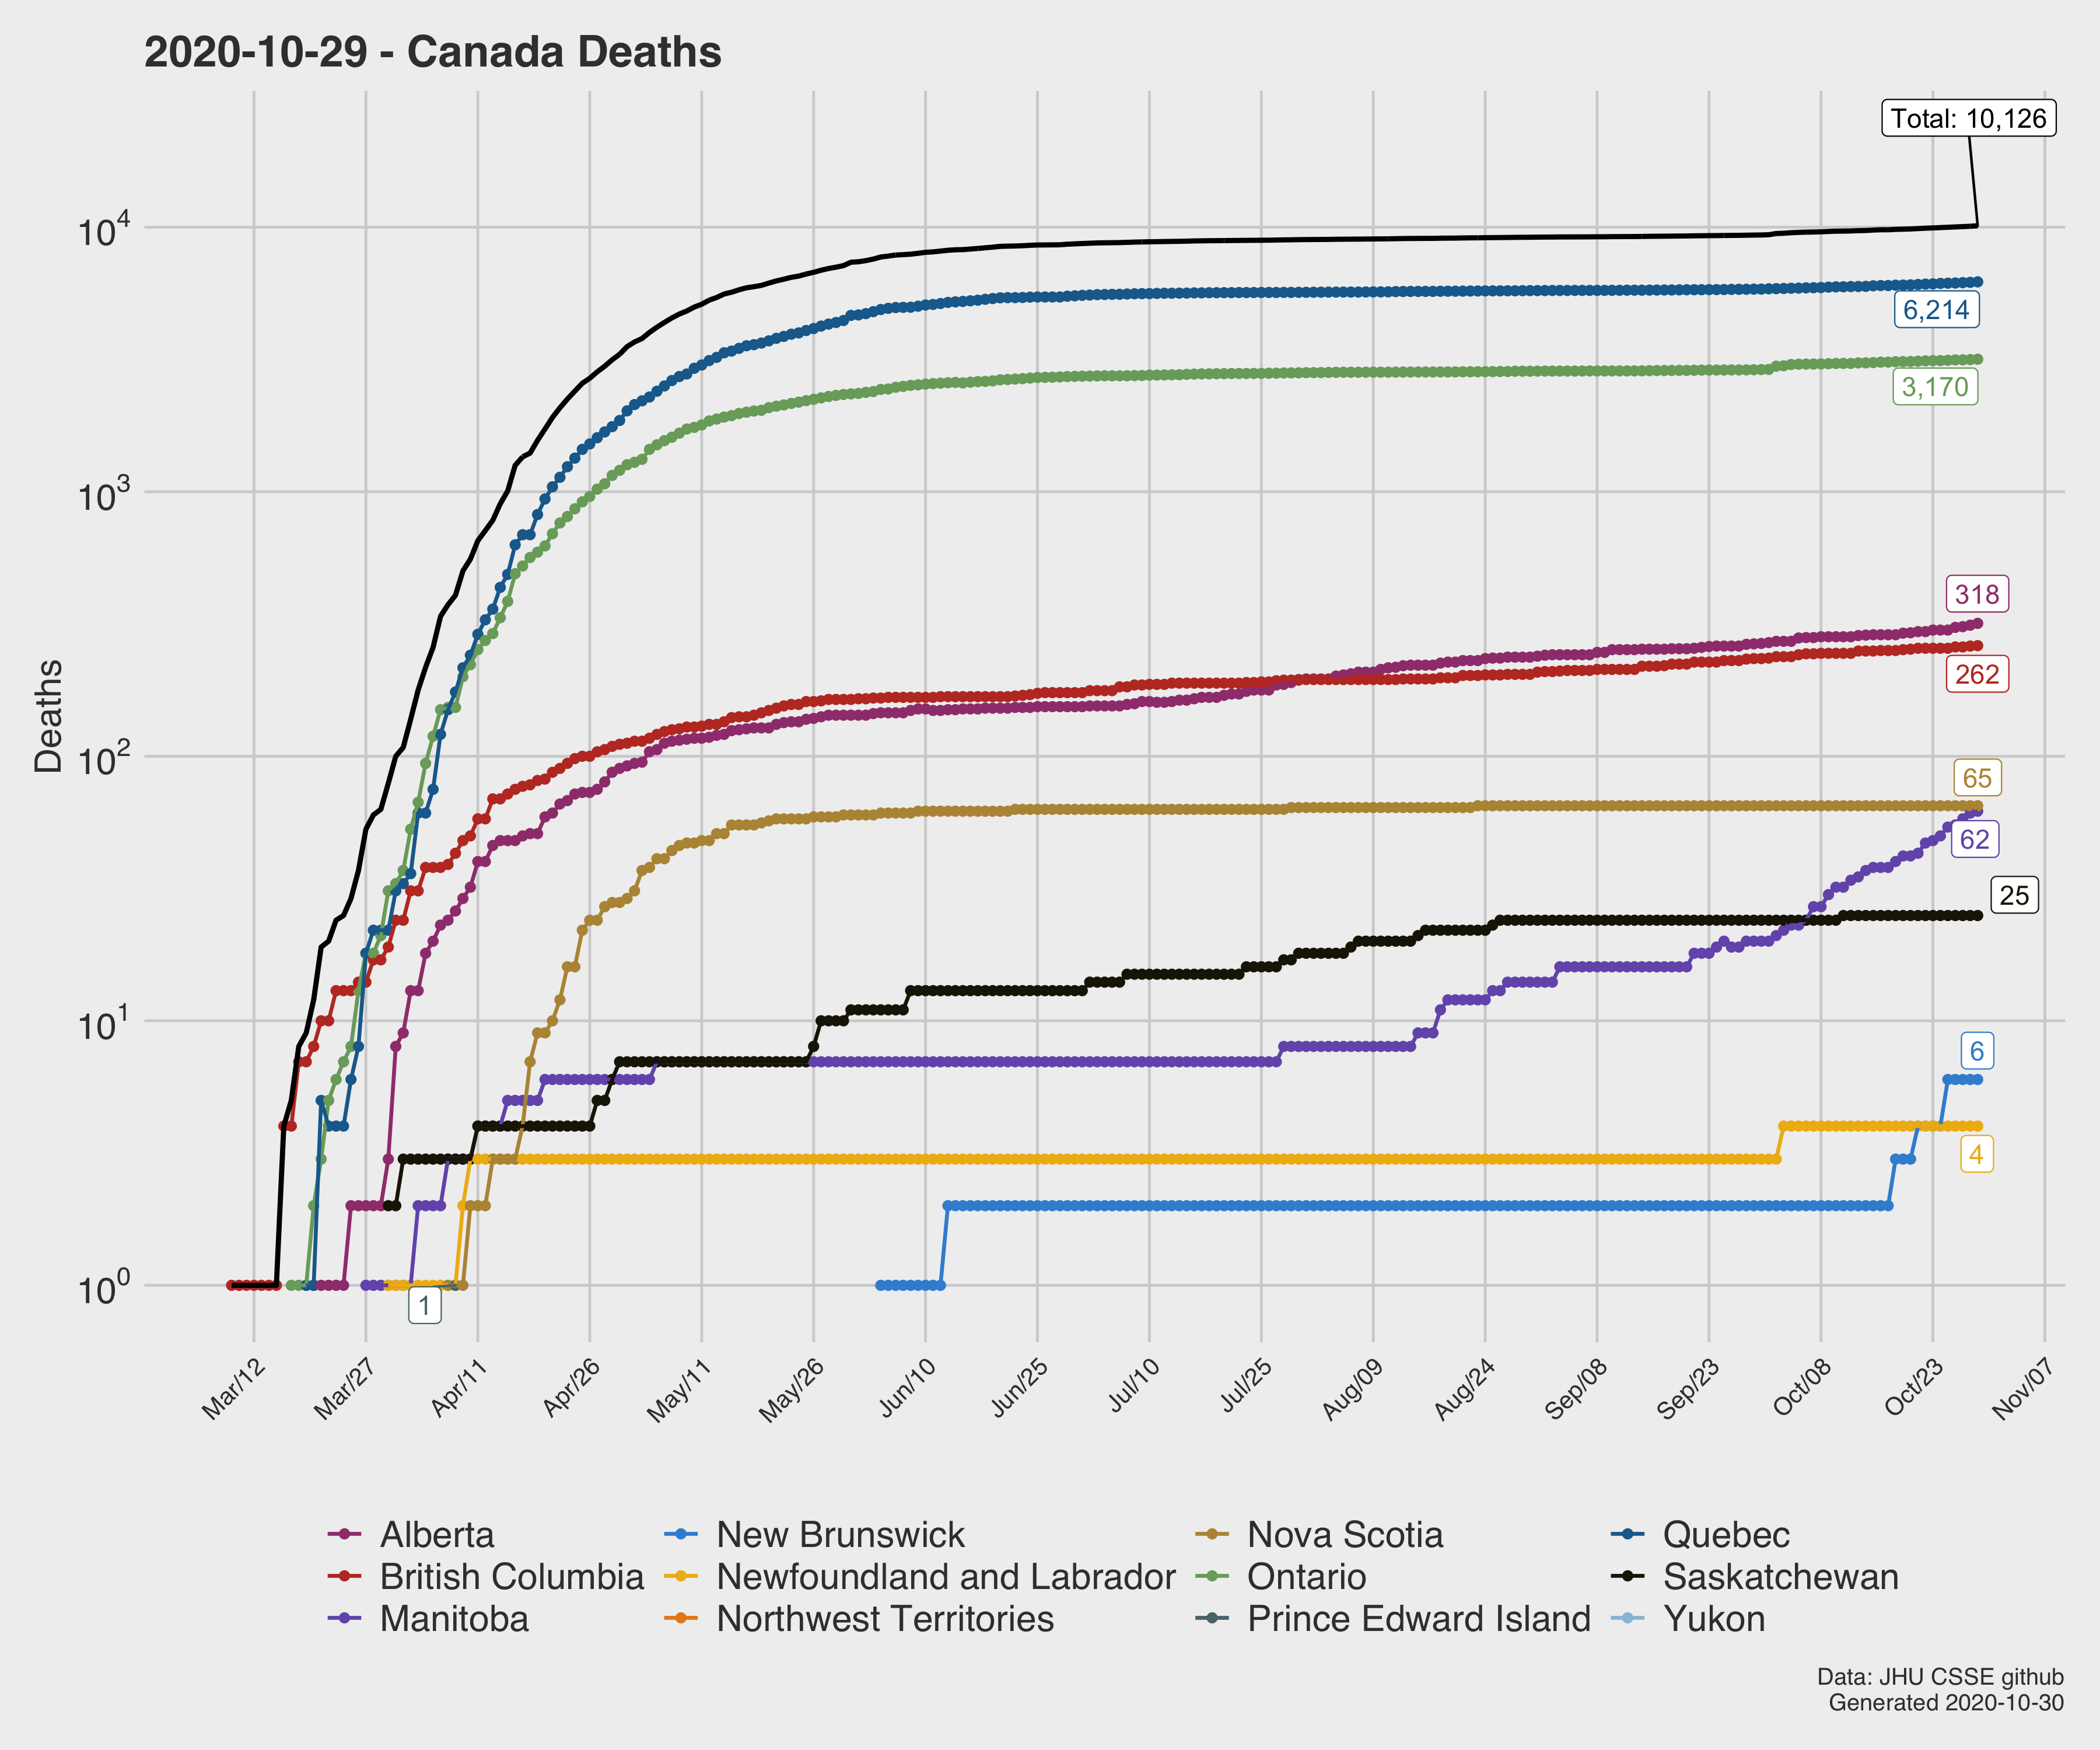 2020-10-29 - Canada Deaths
Total: 10,126
10^4
6,214
3,170
10^3
318
262
Deaths
10^2
65
62
25
10^1
6
4
10^0
1
Mar/12 Mar/27 Apr/11 Apr/26 May/11 May/26 Jun/10 Jun/25 Jul/10 Jul/25 Aug/09 Aug/24 Sep/08 Sep/23 Oct/08 Oct/23 Nov/07
Alberta New Brunswick Nova Scotia Quebec
British Columbia Newfoundland and Labrador Ontario Saskatchewan
Manitoba Northwest Territories Prince Edward Island Yukon
Data: JHU CSSE github
Generated 2020-10-30